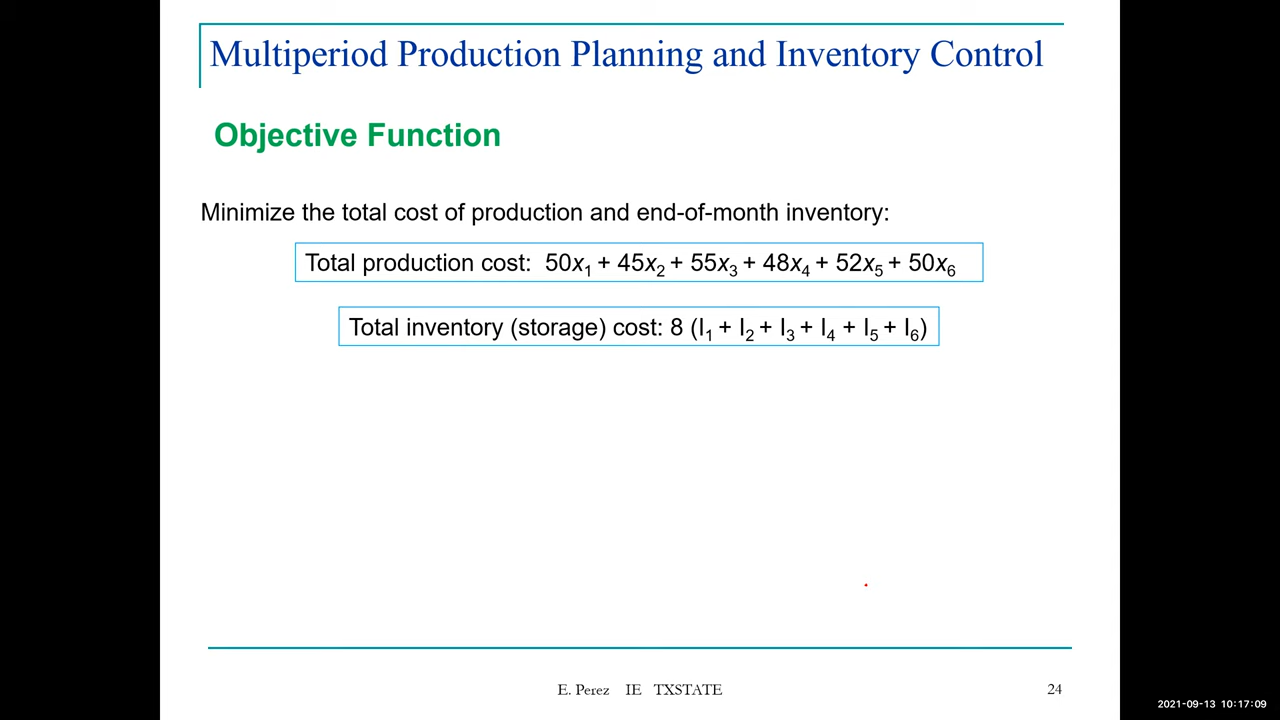 Multiperiod Production Planning and Inventory Control
Objective Function
Minimize the total cost of production and end-of-month inventory:
Total production cost: 50x₁ + 45x₂ + 55x₃ + 48x₄ + 52x₅ + 50x₆
Total inventory (storage) cost: 8 (I₁ + I₂ + I₃ + I₄ + I₅ + I₆)
E. Perez IE TXSTATE 24
2021-09-13 10:17:09